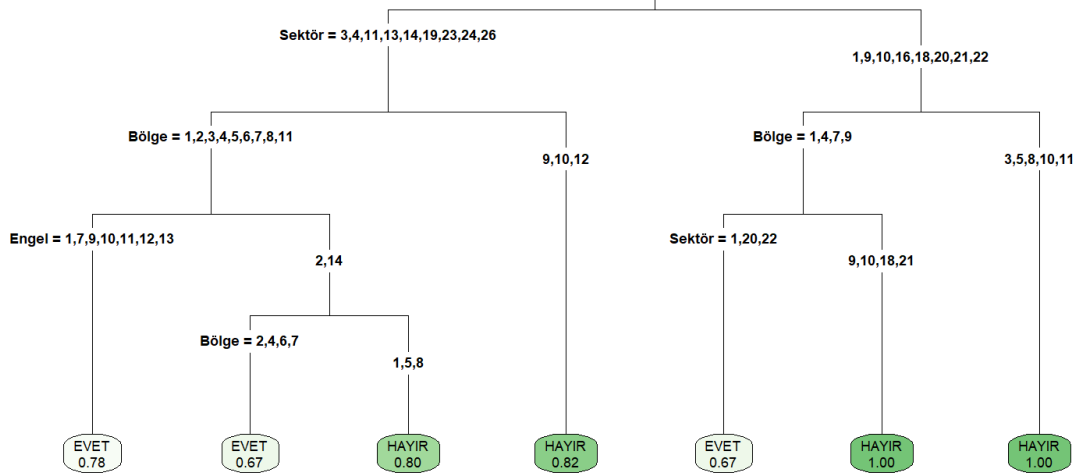 Sektör = 3,4,11,13,14,19,23,24,26
1,9,10,16,18,20,21,22
Bölge = 1,2,3,4,5,6,7,8,11
9,10,12
Bölge = 1,4,7,9
3,5,8,10,11
Engel = 1,7,9,10,11,12,13
2,14
Sektör = 1,20,22
9,10,18,21
Bölge = 2,4,6,7
1,5,8
EVET
0.78
EVET
0.67
HAYIR
0.80
HAYIR
0.82
EVET
0.67
HAYIR
1.00
HAYIR
1.00